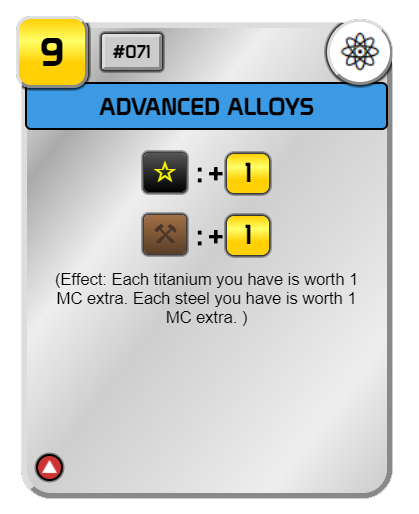 9
#071
ADVANCED ALLOYS
: + 1
: + 1
(Effect: Each titanium you have is worth 1
MC extra. Each steel you have is worth 1
MC extra. )